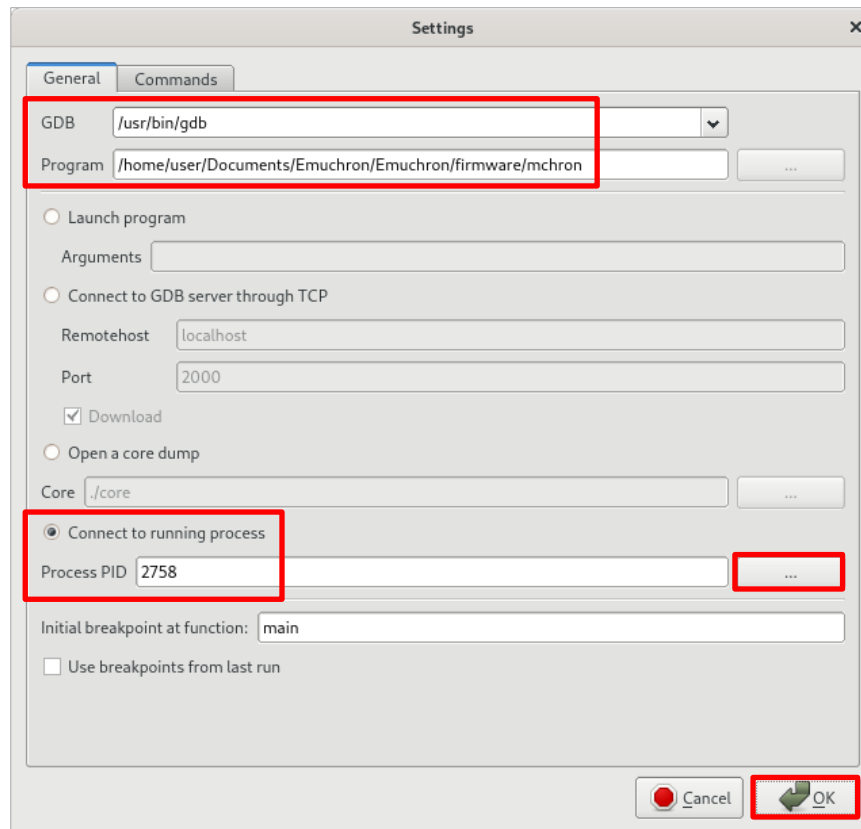 Settings
General Commands
GDB /usr/bin/gdb
Program /home/user/Documents/Emuchron/Emuchron/firmware/mchron ...
Launch program
Arguments
Connect to GDB server through TCP
Remotehost localhost
Port 2000
Download
Open a core dump
Core ./core ...
Connect to running process
Process PID 2758 ...
Initial breakpoint at function: main
Use breakpoints from last run
Cancel OK